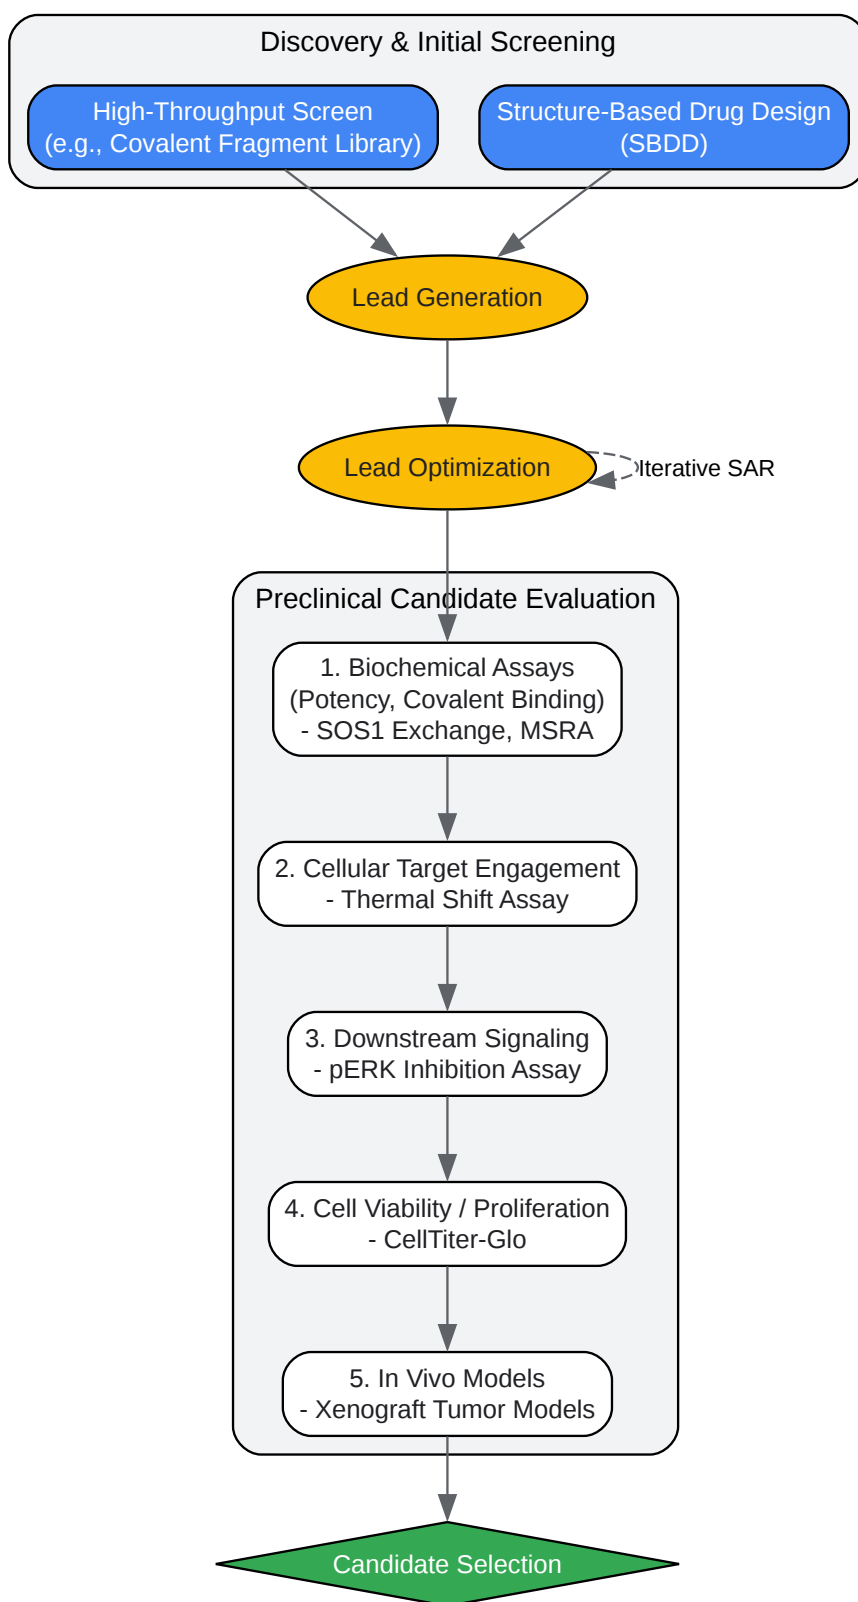 Discovery & Initial Screening
High-Throughput Screen
(e.g., Covalent Fragment Library)
Structure-Based Drug Design
(SBDD)
Lead Generation
Lead Optimization
Iterative SAR
Preclinical Candidate Evaluation
1. Biochemical Assays
(Potency, Covalent Binding)
- SOS1 Exchange, MSRA
2. Cellular Target Engagement
- Thermal Shift Assay
3. Downstream Signaling
- pERK Inhibition Assay
4. Cell Viability / Proliferation
- CellTiter-Glo
5. In Vivo Models
- Xenograft Tumor Models
Candidate Selection